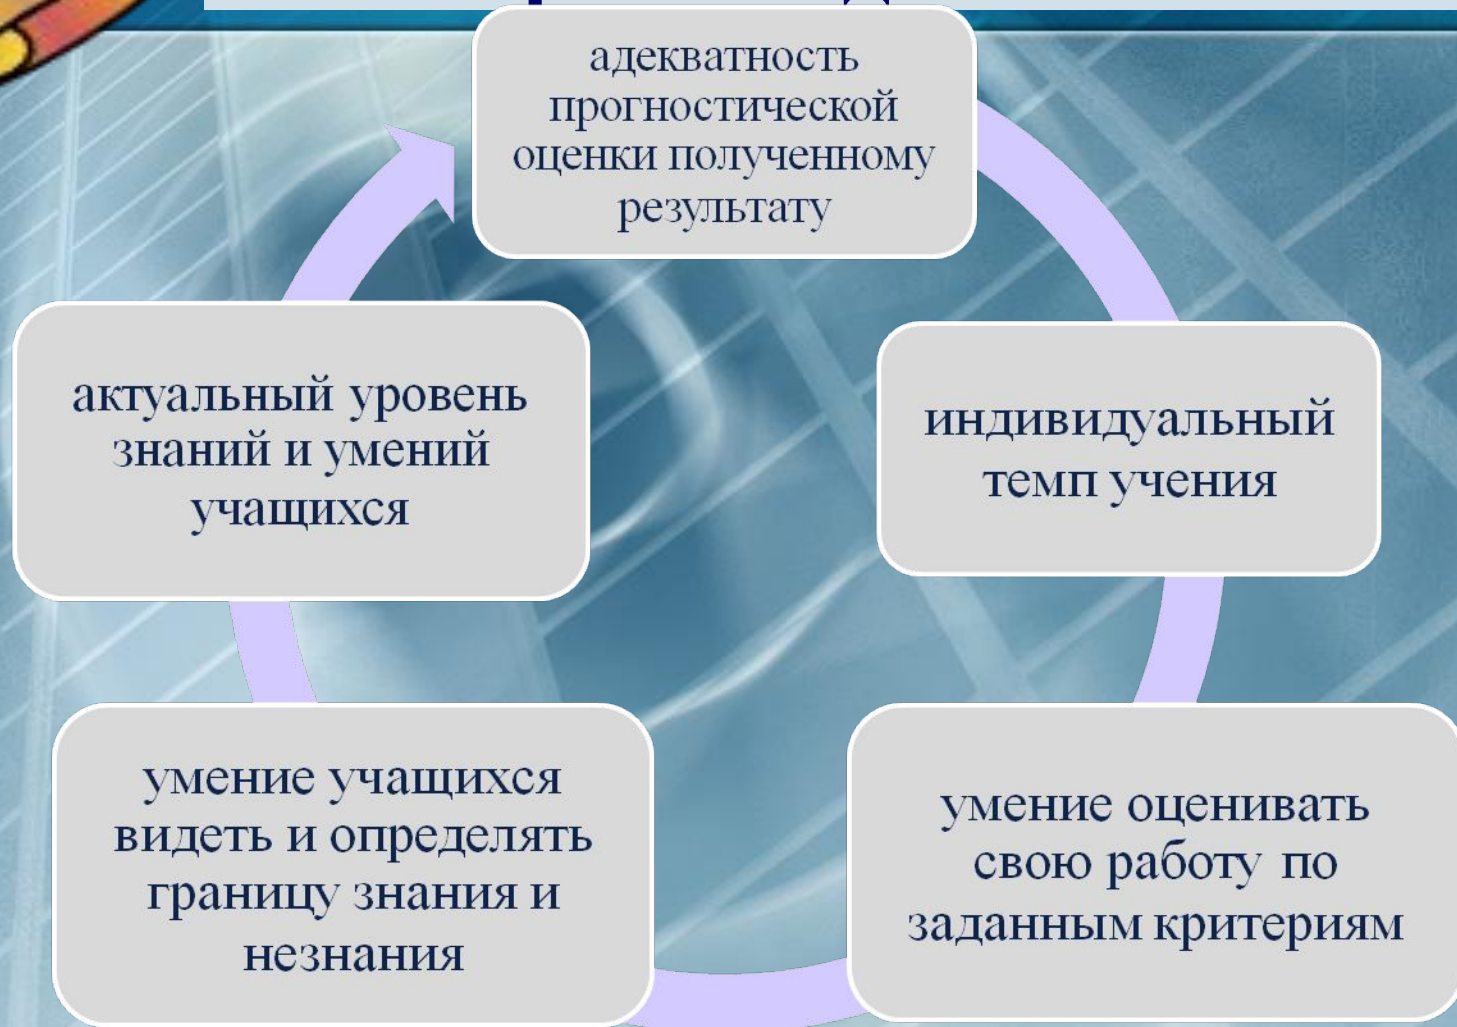 адекватность
прогностической
оценки полученному
результату
индивидуальный
темп учения
умение оценивать
свою работу по
заданным критериям
умение учащихся
видеть и определять
границу знания и
незнания
актуальный уровень
знаний и умений
учащихся